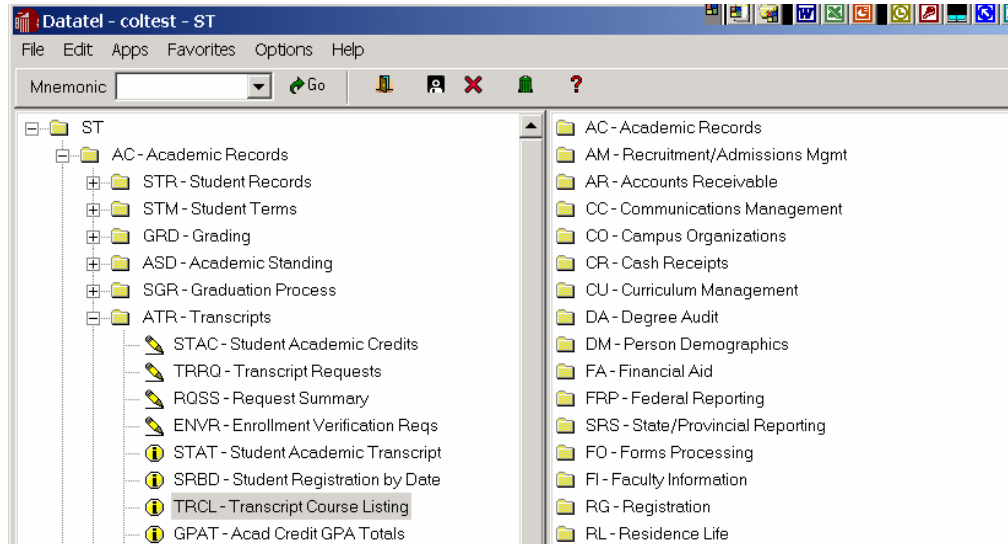 Datatel - coltest - ST
File Edit Apps Favorites Options Help
Mnemonic Go
ST
AC - Academic Records
STR - Student Records
STM - Student Terms
GRD - Grading
ASD - Academic Standing
SGR - Graduation Process
ATR - Transcripts
STAC - Student Academic Credits
TRRQ - Transcript Requests
RQSS - Request Summary
ENVR - Enrollment Verification Reqs
STAT - Student Academic Transcript
SRBD - Student Registration by Date
TRCL - Transcript Course Listing
GPAT - Acad Credit GPA Totals
AC - Academic Records
AM - Recruitment/Admissions Mgmt
AR - Accounts Receivable
CC - Communications Management
CO - Campus Organizations
CR - Cash Receipts
CU - Curriculum Management
DA - Degree Audit
DM - Person Demographics
FA - Financial Aid
FRP - Federal Reporting
SRS - State/Provincial Reporting
FO - Forms Processing
FI - Faculty Information
RG - Registration
RL - Residence Life